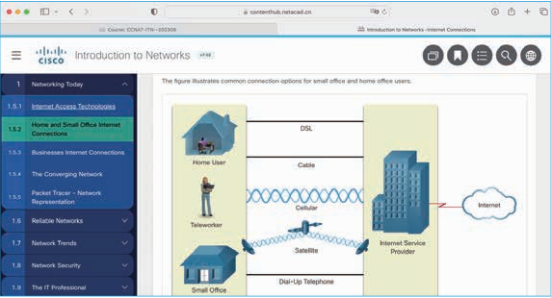 contenthub.netacad.cn
Course: CCNA7-ITN-
Introduction to Networks - Internet Connections
CISCO
Introduction to Networks
1 Networking Today
1.5.1 Internet Access Technologies
1.5.2 Home and Small Office Internet
Connections
1.5.3 Businesses Internet Connections
1.5.4 The Converging Network
1.5.5 Packet Tracer - Network
Representation
1.6 Reliable Networks
1.7 Network Trends
1.8 Network Security
1.9 The IT Professional
The figure illustrates common connection options for small office and home office users.
DSL
Home User
Cable
Cellular
Teleworker
Internet
Satellite
Internet Service
Provider
Dial-Up Telephone
Small Office